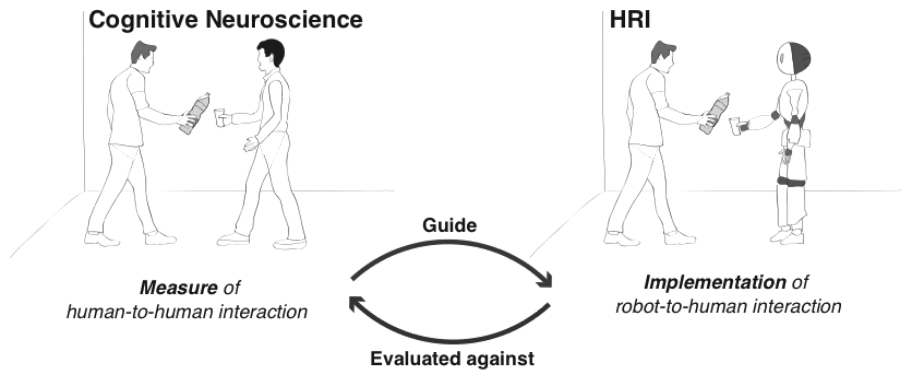 Cognitive Neuroscience
HRI
Guide
Measure of
human-to-human interaction
Implementation of
robot-to-human interaction
Evaluated against